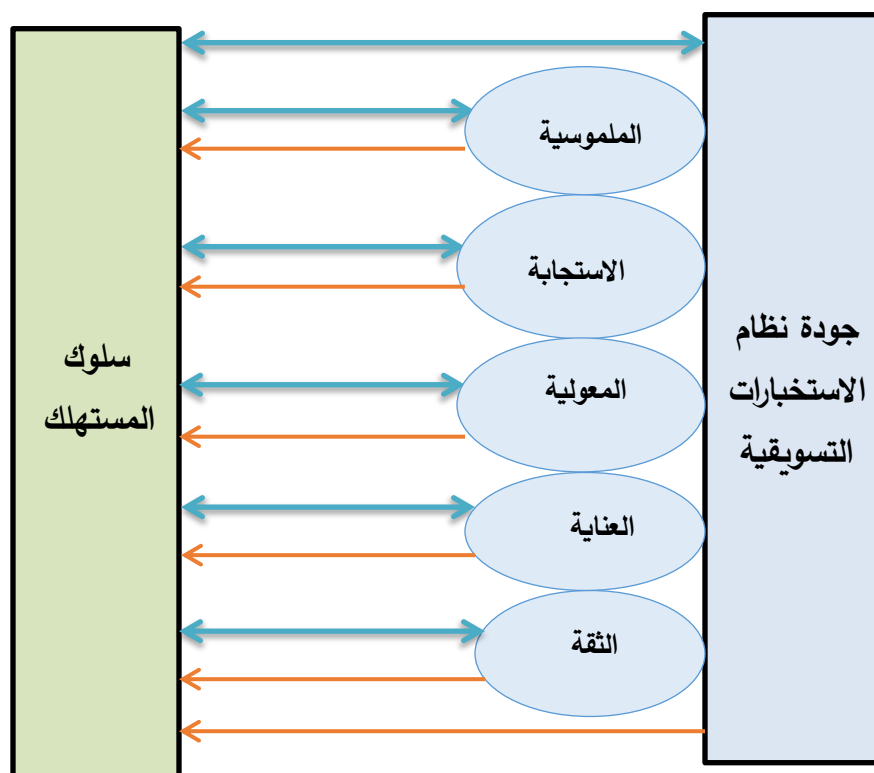 جودة نظام
الاستخبارات
التسويقية
الملموسية
الاستجابة
المعولية
العناية
الثقة
سلوك
المستهلك